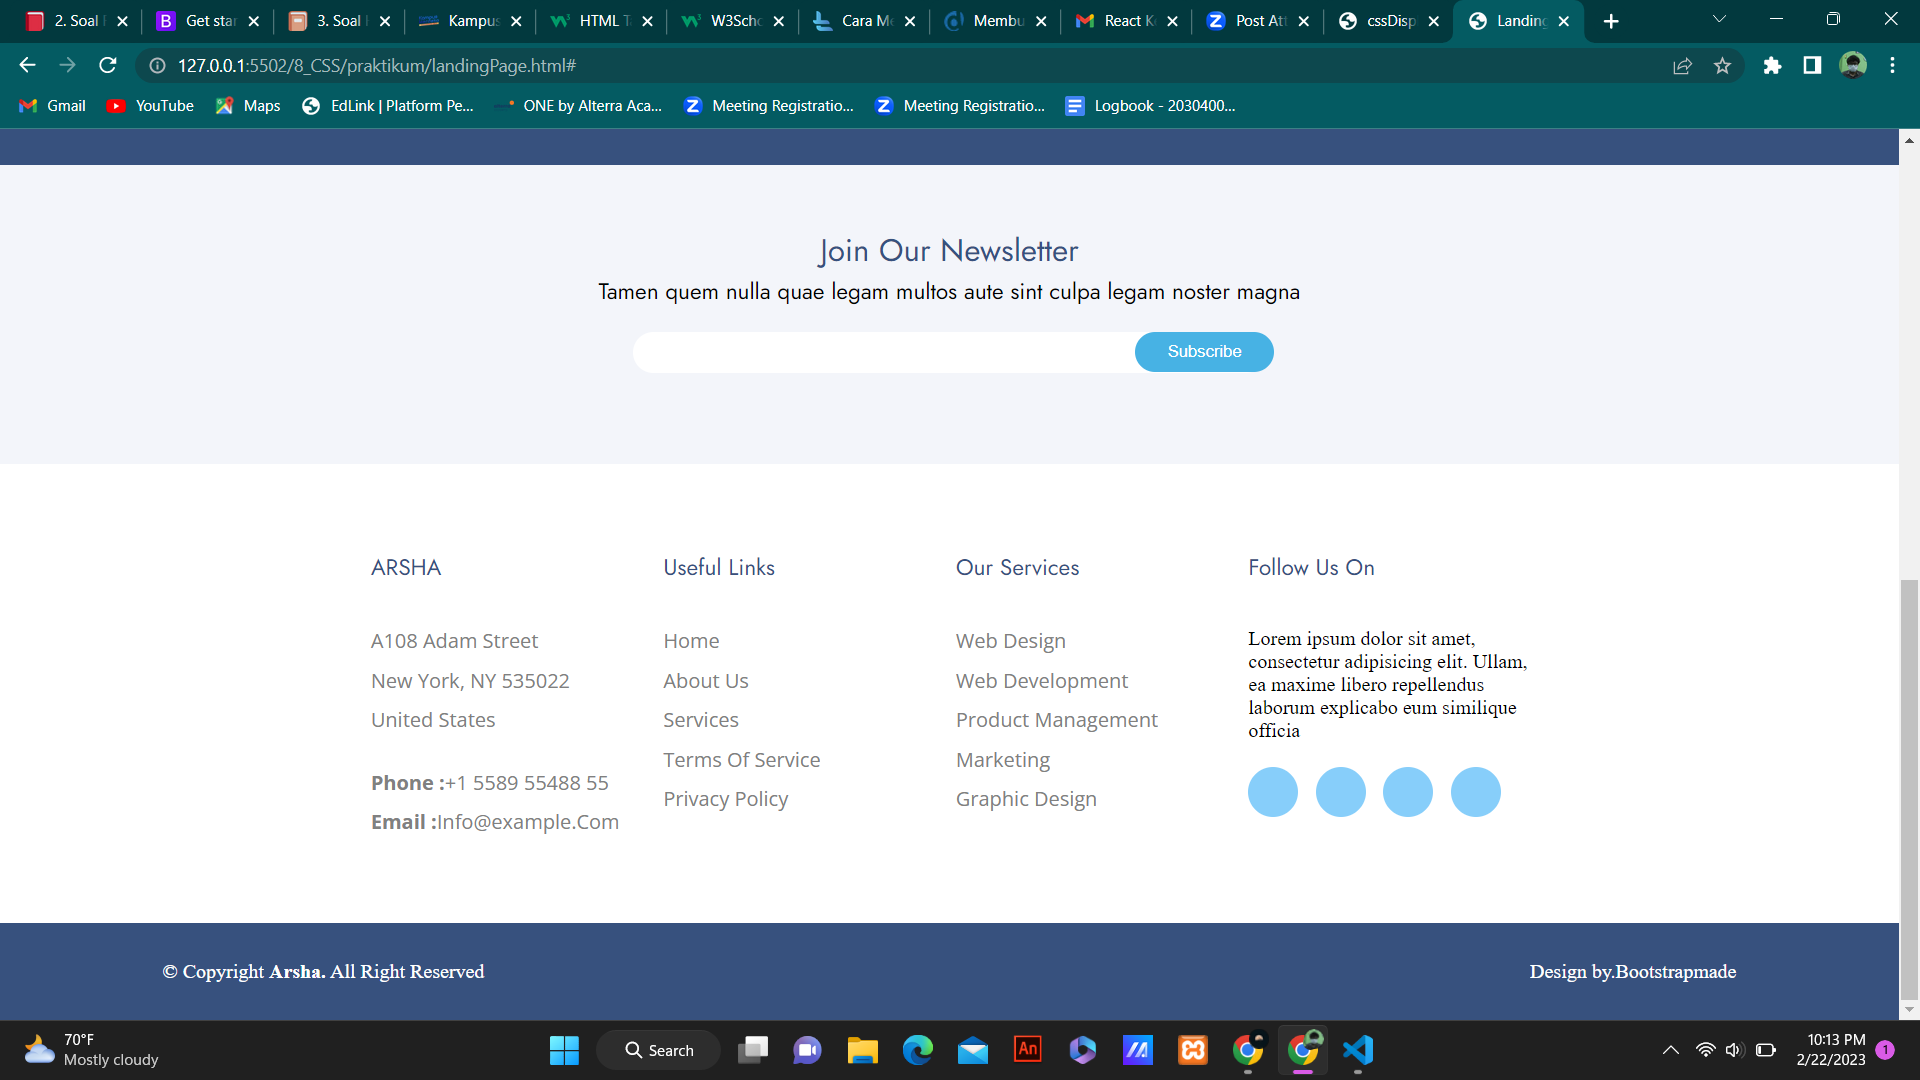 2. Soal
Get star
3. Soal
Kampus
HTML T
W3Scho
Cara Me
Membu
React K
Post Att
cssDisp
Landing
127.0.0.1:5502/8_CSS/praktikum/landingPage.html#
Gmail
YouTube
Maps
EdLink | Platform Pe...
ONE by Alterra Aca...
Meeting Registratio...
Meeting Registratio...
Logbook - 2030400...
Join Our Newsletter
Tamen quem nulla quae legam multos aute sint culpa legam noster magna
Subscribe
ARSHA
A108 Adam Street
New York, NY 535022
United States
Phone :+1 5589 55488 55
Email :Info@example.Com
Useful Links
Home
About Us
Services
Terms Of Service
Privacy Policy
Our Services
Web Design
Web Development
Product Management
Marketing
Graphic Design
Follow Us On
Lorem ipsum dolor sit amet,
consectetur adipisicing elit. Ullam,
ea maxime libero repellendus
laborum explicabo eum similique
officia
© Copyright Arsha. All Right Reserved
Design by.Bootstrapmade
70°F
Mostly cloudy
Search
An
10:13 PM
2/22/2023
1